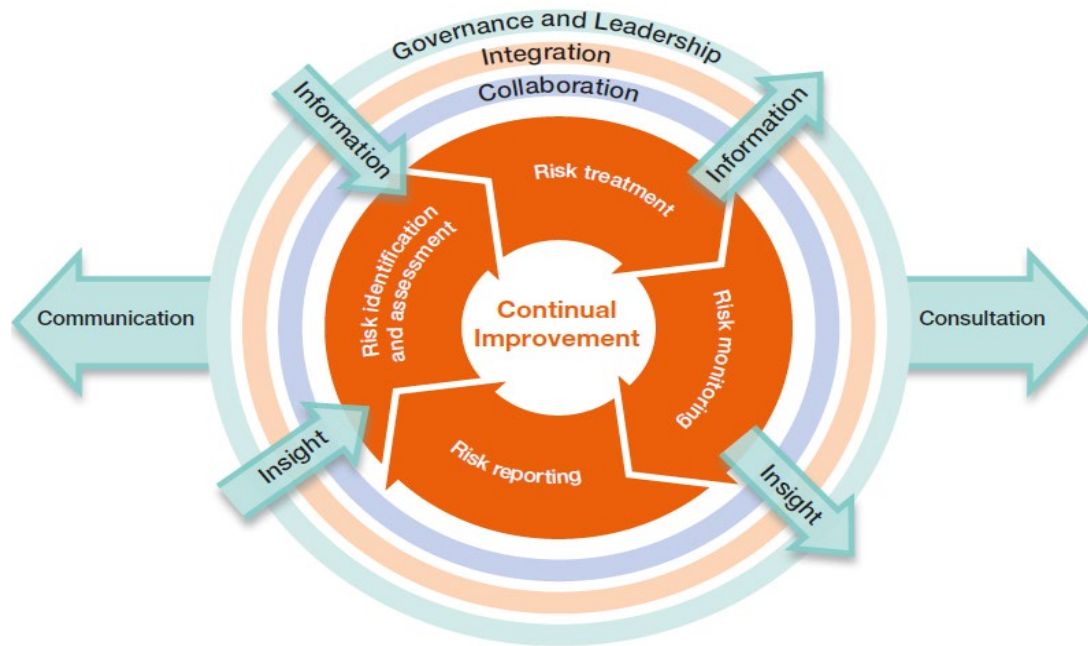 Governance and Leadership
Integration
Collaboration
Information
Information
Risk treatment
Risk identification
and assessment
Continual
Improvement
Risk monitoring
Communication
Consultation
Risk reporting
Insight
Insight